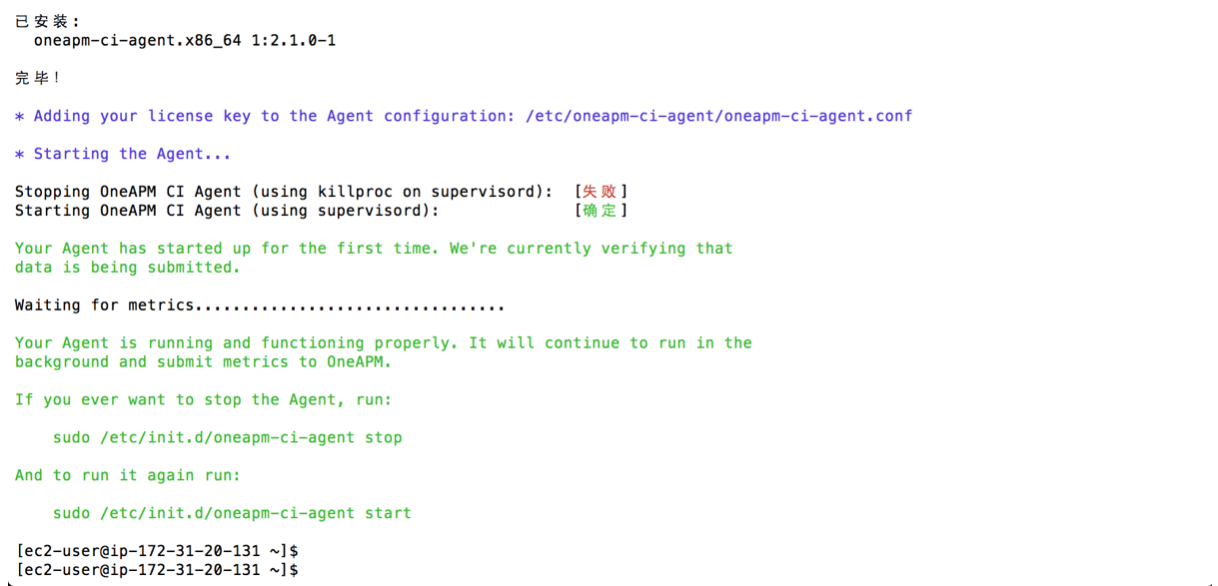 已安装:
oneapm-ci-agent.x86_64 1:2.1.0-1
完毕!
* Adding your license key to the Agent configuration: /etc/oneapm-ci-agent/oneapm-ci-agent.conf
* Starting the Agent...
Stopping OneAPM CI Agent (using killproc on supervisord): [失败]
Starting OneAPM CI Agent (using supervisord): [确定]
Your Agent has started up for the first time. We're currently verifying that
data is being submitted.
Waiting for metrics.................................
Your Agent is running and functioning properly. It will continue to run in the
background and submit metrics to OneAPM.
If you ever want to stop the Agent, run:
sudo /etc/init.d/oneapm-ci-agent stop
And to run it again run:
sudo /etc/init.d/oneapm-ci-agent start
[ec2-user@ip-172-31-20-131 ~]$
[ec2-user@ip-172-31-20-131 ~]$